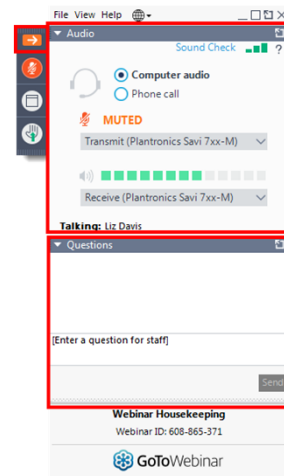 File View Help
Audio
Sound Check ?
Computer audio
Phone call
MUTED
Transmit (Plantronics Savi 7xx-M)
Receive (Plantronics Savi 7xx-M)
Talking: Liz Davis
Questions
[Enter a question for staff]
Send
Webinar Housekeeping
Webinar ID: 608-865-371
GoToWebinar